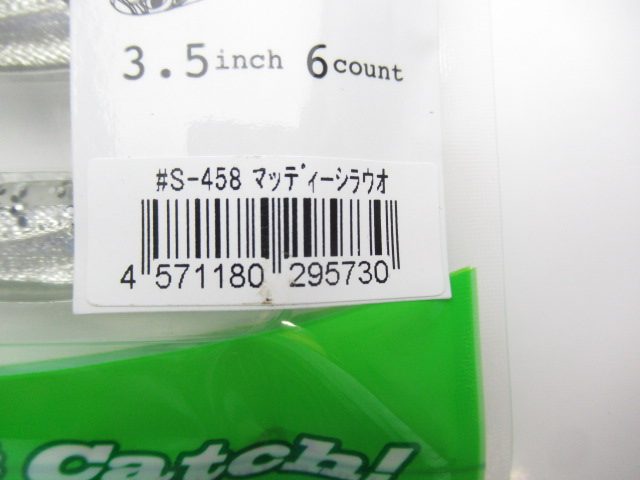 3.5inch 6count
#S-458 ﾏｯﾃﾞｨｰｼﾗｳｵ
4 571180 295730
Catch!